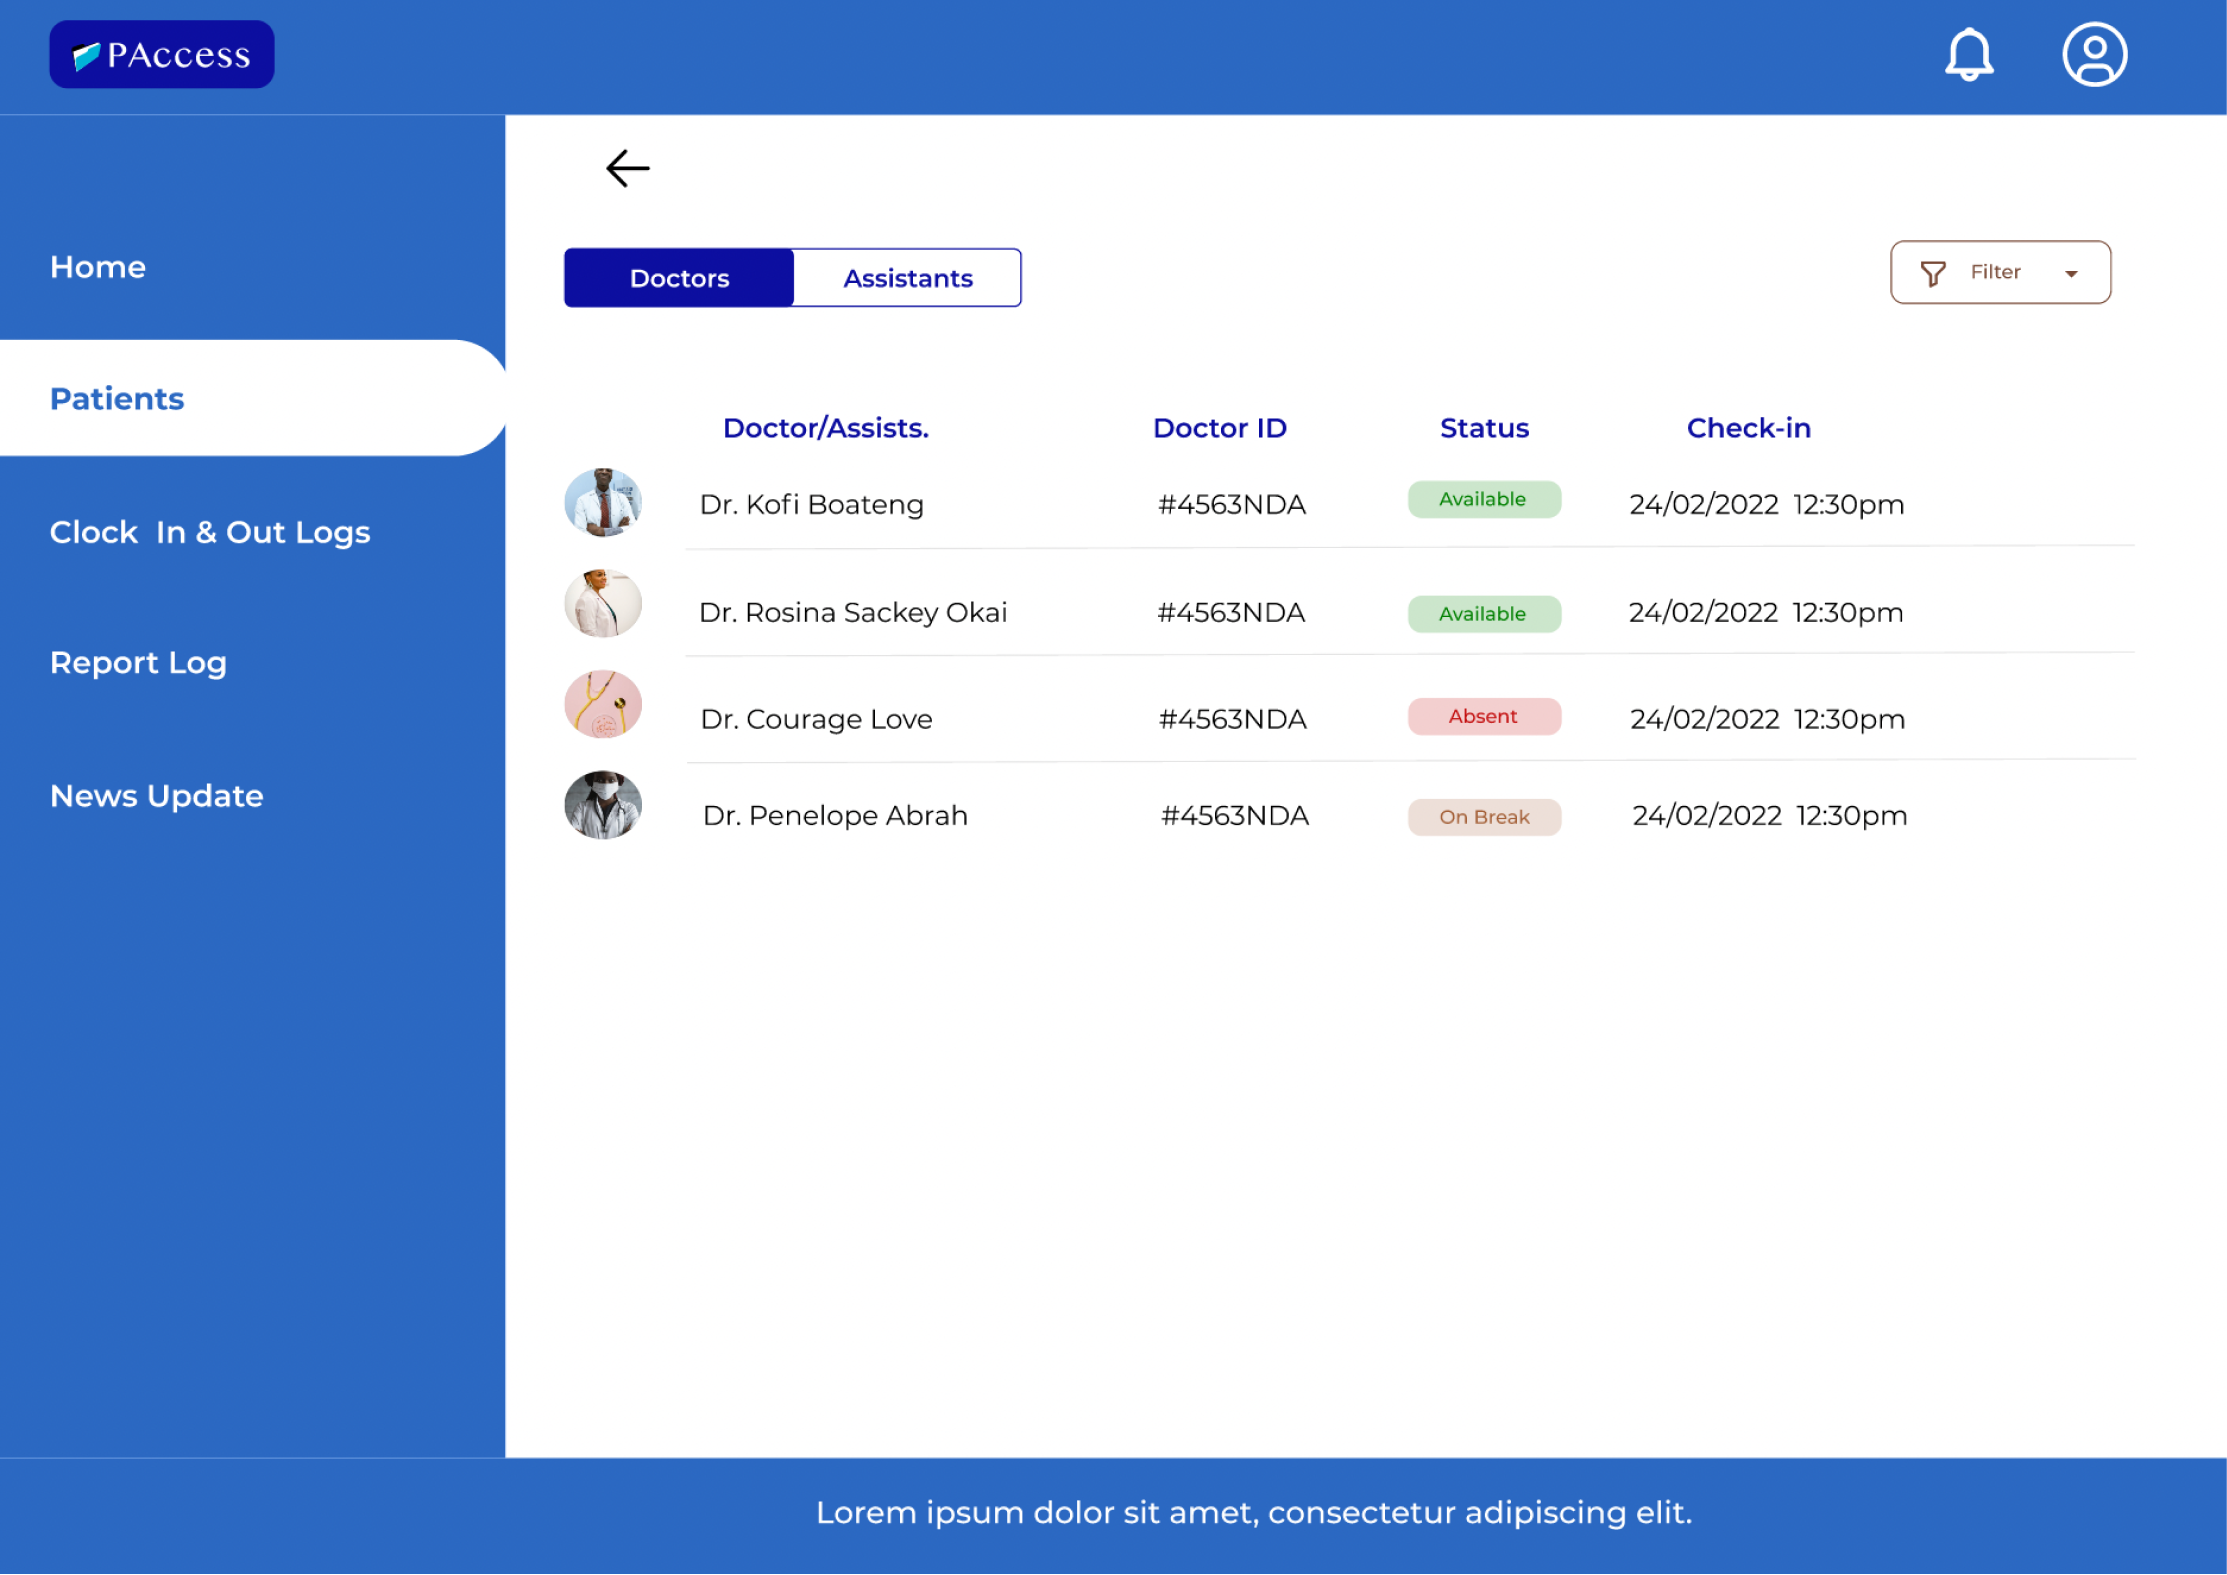 PAccess
Home
Patients
Clock In & Out Logs
Report Log
News Update
Doctors
Assistants
Filter
Doctor/Assists. Doctor ID Status Check-in
Dr. Kofi Boateng #4563NDA Available 24/02/2022 12:30pm
Dr. Rosina Sackey Okai #4563NDA Available 24/02/2022 12:30pm
Dr. Courage Love #4563NDA Absent 24/02/2022 12:30pm
Dr. Penelope Abrah #4563NDA On Break 24/02/2022 12:30pm
Lorem ipsum dolor sit amet, consectetur adipiscing elit.